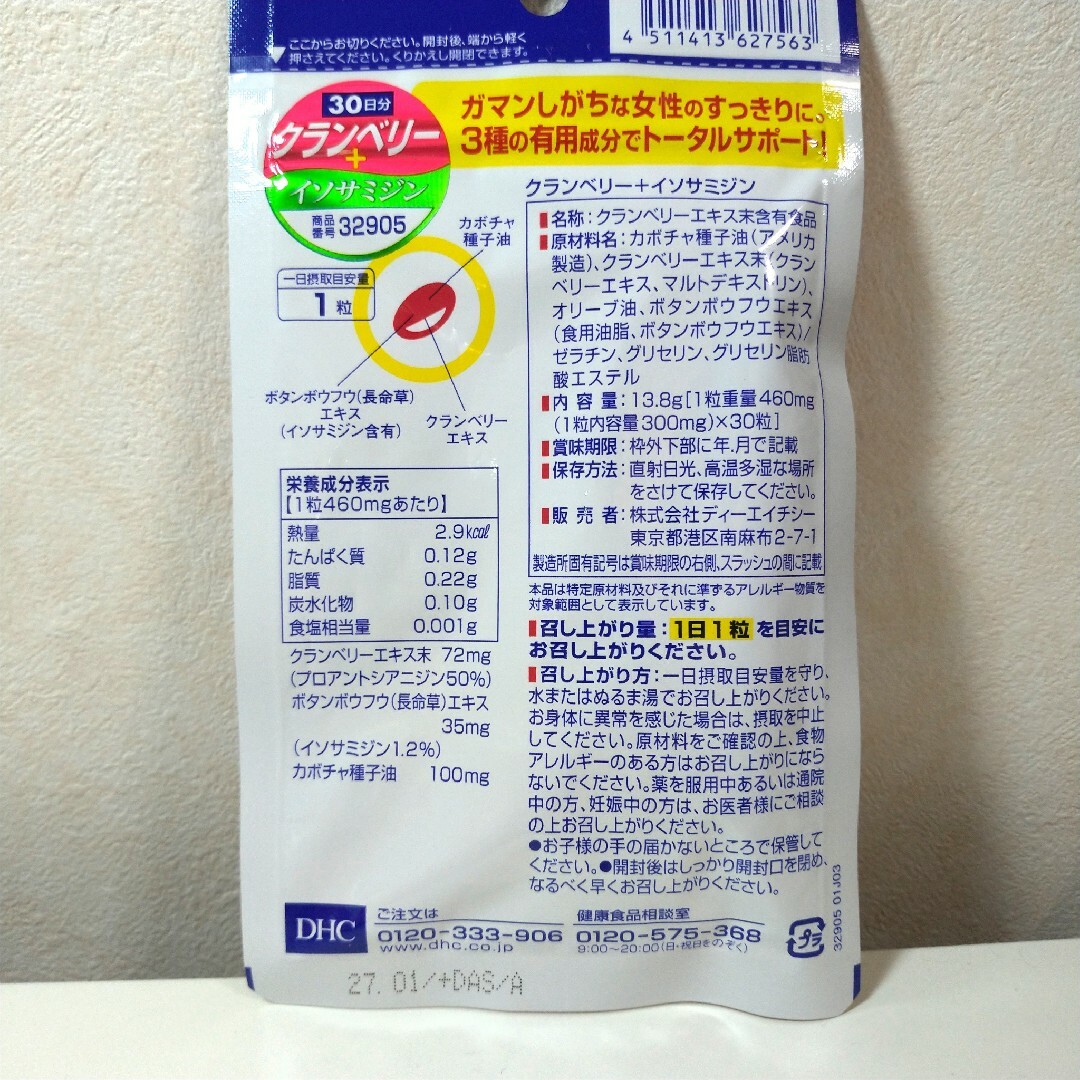 4 511413 627563
ここからお切りください。開封後、端から軽く
押さえてください。くりかえし開閉できます。
30日分
クランベリー
+
イソサミジン
商品番号 32905
ガマンしがちな女性のすっきりに。
3種の有用成分でトータルサポート!
カボチャ
種子油
一日摂取目安量
1粒
ボタンボウフウ(長命草)
エキス
(イソサミジン含有)
クランベリー
エキス
クランベリー+イソサミジン
名称:クランベリーエキス末含有食品
原材料名:カボチャ種子油(アメリカ
製造)、クランベリーエキス末(クラン
ベリーエキス、マルトデキストリン)、
オリーブ油、ボタンボウフウエキス
(食用油脂、ボタンボウフウエキス)/
ゼラチン、グリセリン、グリセリン脂肪
酸エステル
内容量:13.8g[1粒重量460mg
(1粒内容量300mg)×30粒]
賞味期限:枠外下部に年.月で記載
保存方法:直射日光、高温多湿な場所
をさけて保存してください。
販売者:株式会社ディーエイチシー
東京都港区南麻布2-7-1
製造所固有記号は賞味期限の右側、スラッシュの間に記載
本品は特定原材料及びそれに準ずるアレルギー物質を
対象範囲として表示しています。
召し上がり量:1日1粒を目安に
お召し上がりください。
召し上がり方:一日摂取目安量を守り、
水またはぬるま湯でお召し上がりください。
お身体に異常を感じた場合は、摂取を中止
してください。原材料をご確認の上、食物
アレルギーのある方はお召し上がりになら
ないでください。薬を服用中あるいは通院
中の方、妊娠中の方は、お医者様にご相談
の上お召し上がりください。
●お子様の手の届かないところで保管して
ください。●開封後はしっかり開封口を閉め、
なるべく早くお召し上がりください。
栄養成分表示
【1粒460mgあたり】
熱量 2.9kcal
たんぱく質 0.12g
脂質 0.22g
炭水化物 0.10g
食塩相当量 0.001g
クランベリーエキス末 72mg
(プロアントシアニジン50%)
ボタンボウフウ(長命草)エキス
35mg
(イソサミジン1.2%)
カボチャ種子油 100mg
DHC
ご注文は
0120-333-906
www.dhc.co.jp
健康食品相談室
0120-575-368
9:00〜20:00(日・祝日をのぞく)
プラ
32905 01J03
27. 01/+DAS/A